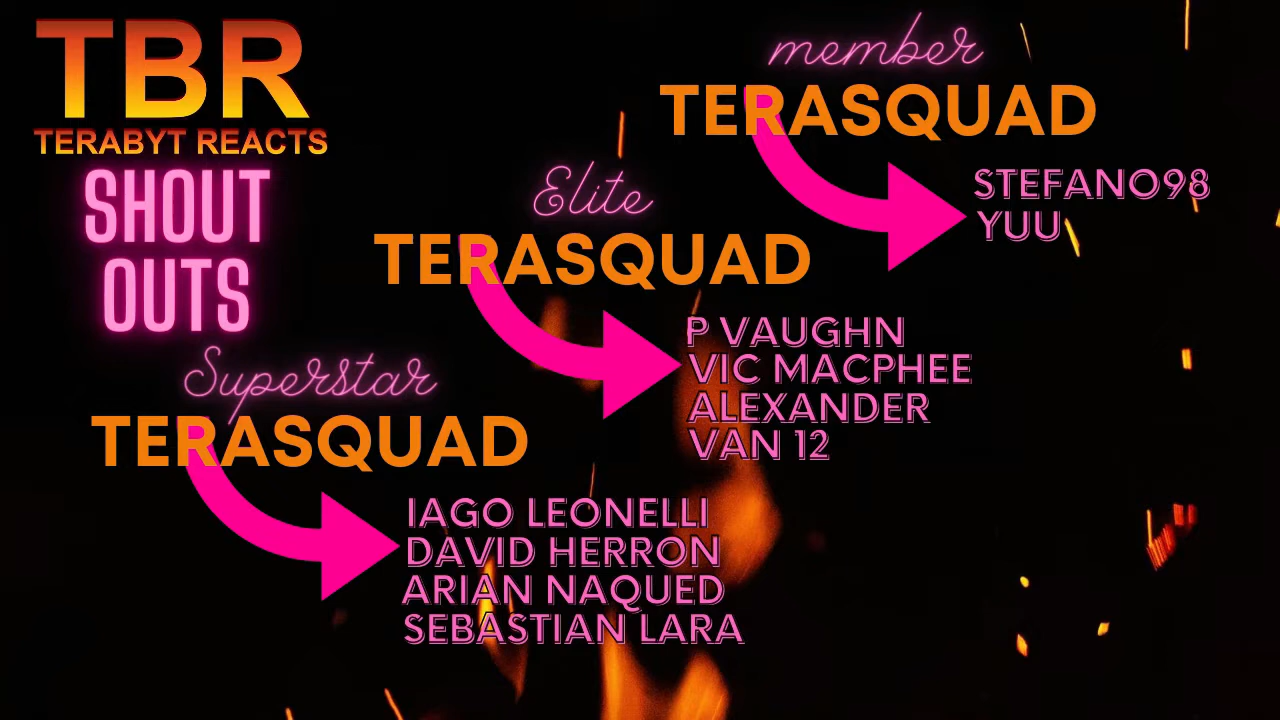 TBR
TERABYT REACTS
SHOUT
OUTS
member
TERASQUAD
STEFANO98
YUU
Elite
TERASQUAD
P VAUGHN
VIC MACPHEE
ALEXANDER
VAN 12
Superstar
TERASQUAD
IAGO LEONELLI
DAVID HERRON
ARIAN NAQUED
SEBASTIAN LARA